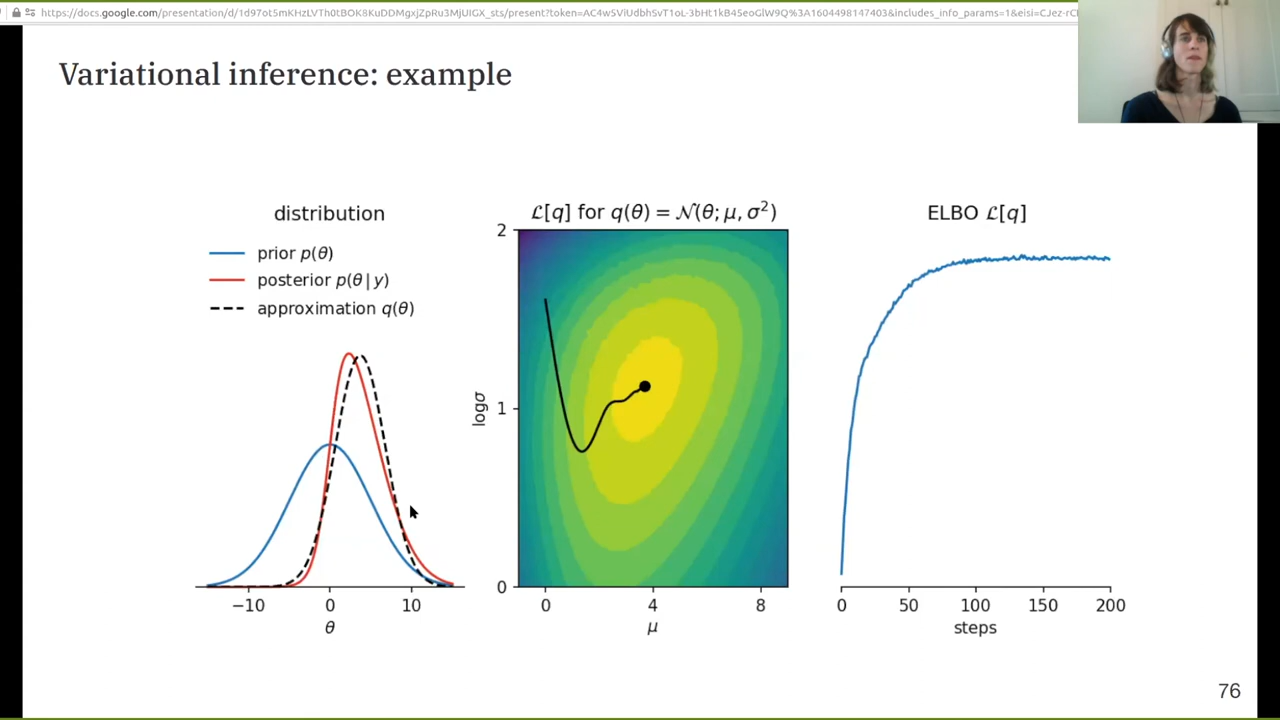 Variational inference: example
distribution
prior p(θ)
posterior p(θ | y)
approximation q(θ)
−10 0 10
θ
ℒ[q] for q(θ) = 𝒩(θ; μ, σ²)
2
1
0
logσ
0 4 8
μ
ELBO ℒ[q]
0 50 100 150 200
steps
76